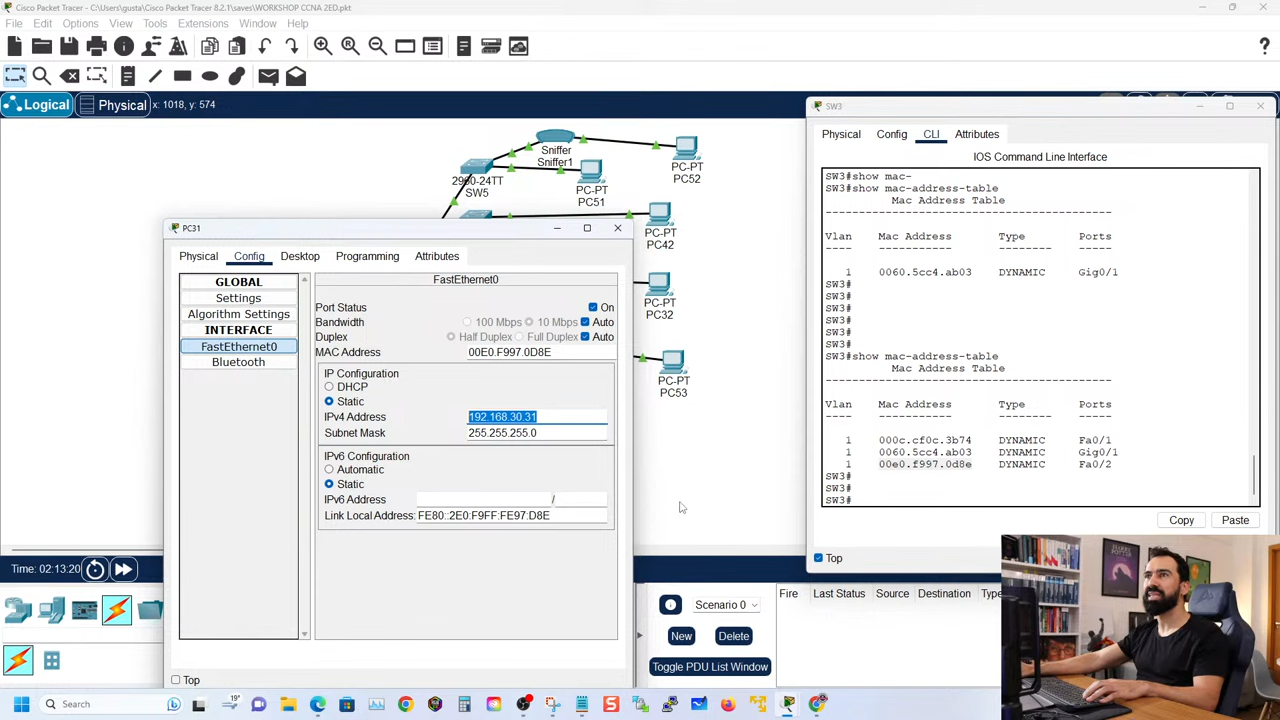 Cisco Packet Tracer - C:\Users\gusta\Cisco Packet Tracer 8.2.1\saves\WORKSHOP CCNA 2ED.pkt
File Edit Options View Tools Extensions Window Help
Logical Physical x: 1018, y: 574
Sniffer
Sniffer1
PC-PT
PC52
2960-24TT
SW5
PC-PT
PC51
PC-PT
PC42
PC-PT
PC32
PC-PT
PC53
PC31
Physical Config Desktop Programming Attributes
GLOBAL
Settings
Algorithm Settings
INTERFACE
FastEthernet0
Bluetooth
FastEthernet0
Port Status On
Bandwidth 100 Mbps 10 Mbps Auto
Duplex Half Duplex Full Duplex Auto
MAC Address 00E0.F997.0D8E
IP Configuration
DHCP
Static
IPv4 Address 192.168.30.31
Subnet Mask 255.255.255.0
IPv6 Configuration
Automatic
Static
IPv6 Address /
Link Local Address: FE80::2E0:F9FF:FE97:D8E
Top
SW3
Physical Config CLI Attributes
IOS Command Line Interface
SW3#show mac-
SW3#show mac-address-table
Mac Address Table
-------------------------------------------
Vlan Mac Address Type Ports
---- ----------- -------- -----
1 0060.5cc4.ab03 DYNAMIC Gig0/1
SW3#
SW3#
SW3#
SW3#
SW3#
SW3#
SW3#show mac-address-table
Mac Address Table
-------------------------------------------
Vlan Mac Address Type Ports
---- ----------- -------- -----
1 000c.cf0c.3b74 DYNAMIC Fa0/1
1 0060.5cc4.ab03 DYNAMIC Gig0/1
1 00e0.f997.0d8e DYNAMIC Fa0/2
SW3#
SW3#
SW3#
Copy Paste
Top
Time: 02:13:20
Scenario 0
New Delete
Toggle PDU List Window
Fire Last Status Source Destination
Search
19°